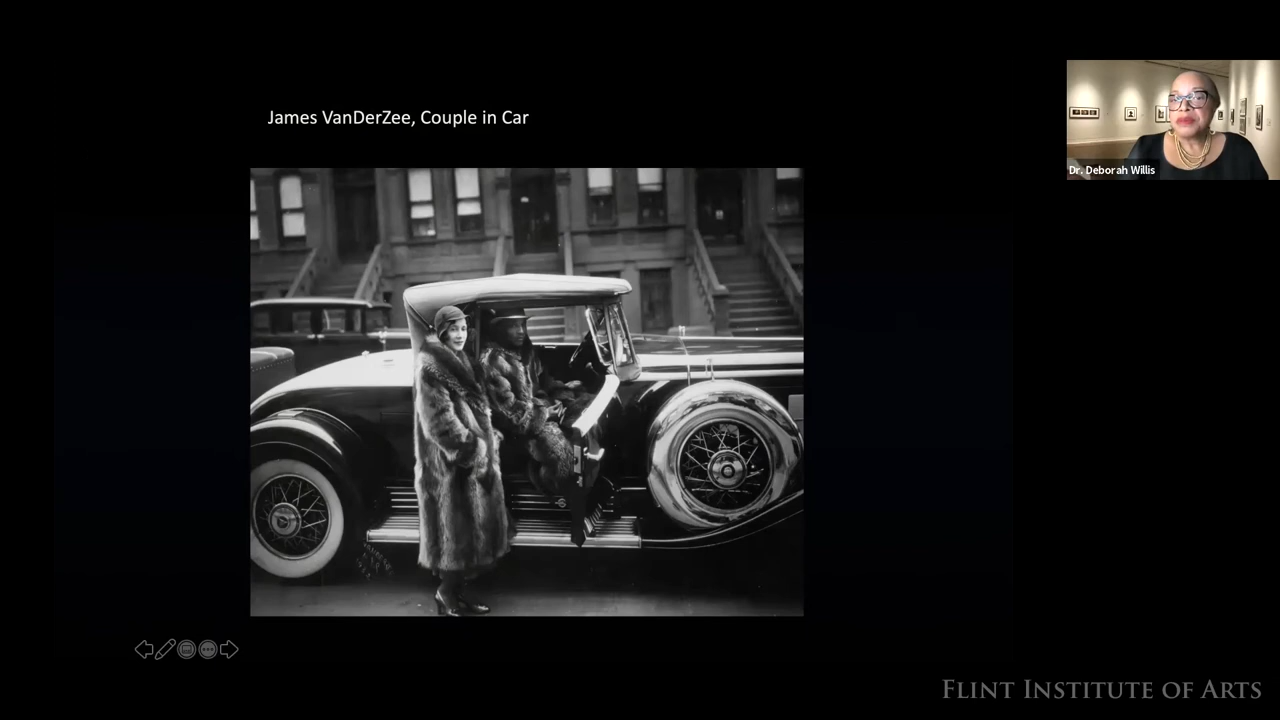 James VanDerZee, Couple in Car
Dr. Deborah Willis
FLINT INSTITUTE OF ARTS